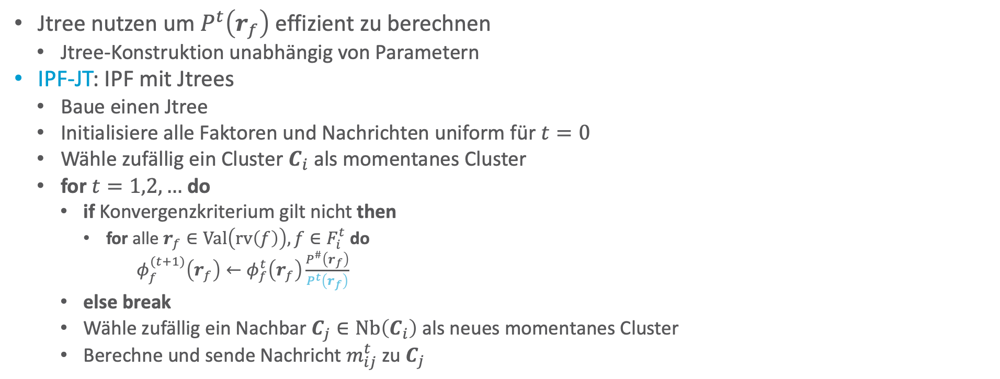 • Jtree nutzen um $P^t(\boldsymbol{r}_f)$ effizient zu berechnen
• Jtree-Konstruktion unabhängig von Parametern
• IPF-JT: IPF mit Jtrees
• Baue einen Jtree
• Initialisiere alle Faktoren und Nachrichten uniform für $t = 0$
• Wähle zufällig ein Cluster $\boldsymbol{C}_i$ als momentanes Cluster
• for $t = 1,2, \ldots$ do
• if Konvergenzkriterium gilt nicht then
• for alle $\boldsymbol{r}_f \in \mathrm{Val}(\mathrm{rv}(f)), f \in F_i^t$ do
$\phi_f^{(t+1)}(\boldsymbol{r}_f) \leftarrow \phi_f^t(\boldsymbol{r}_f) \frac{P^\#(\boldsymbol{r}_f)}{P^t(\boldsymbol{r}_f)}$
• else break
• Wähle zufällig ein Nachbar $\boldsymbol{C}_j \in \mathrm{Nb}(\boldsymbol{C}_i)$ als neues momentanes Cluster
• Berechne und sende Nachricht $m_{ij}^t$ zu $\boldsymbol{C}_j$